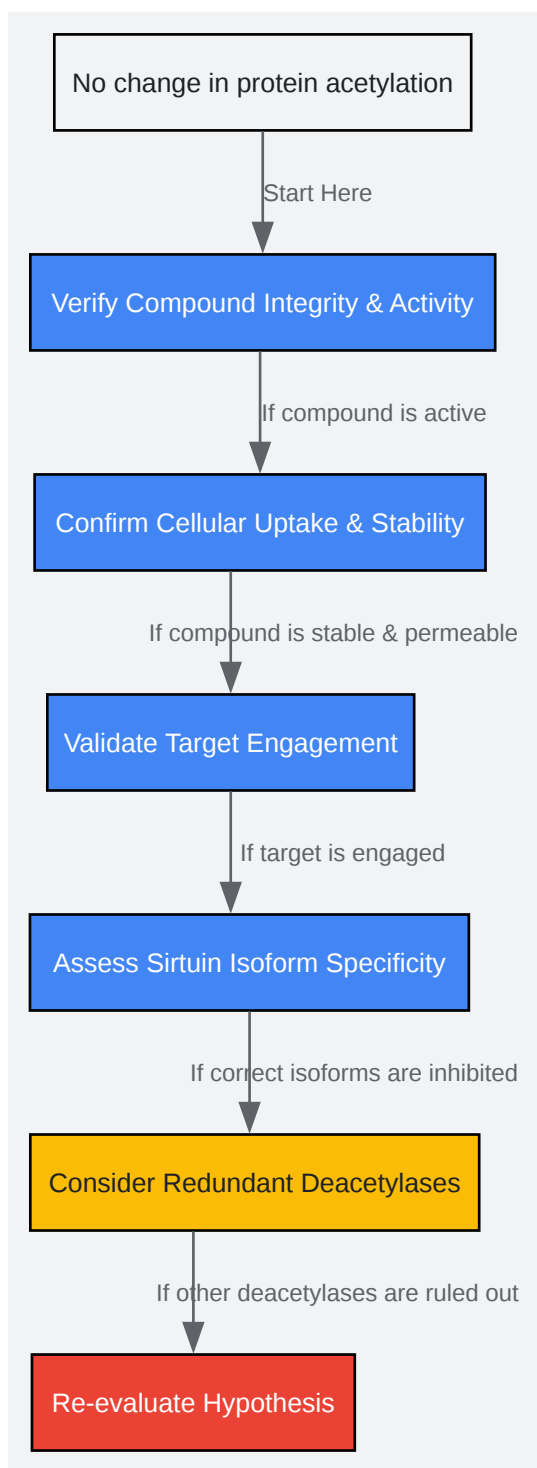 No change in protein acetylation
Start Here
Verify Compound Integrity & Activity
If compound is active
Confirm Cellular Uptake & Stability
If compound is stable & permeable
Validate Target Engagement
If target is engaged
Assess Sirtuin Isoform Specificity
If correct isoforms are inhibited
Consider Redundant Deacetylases
If other deacetylases are ruled out
Re-evaluate Hypothesis